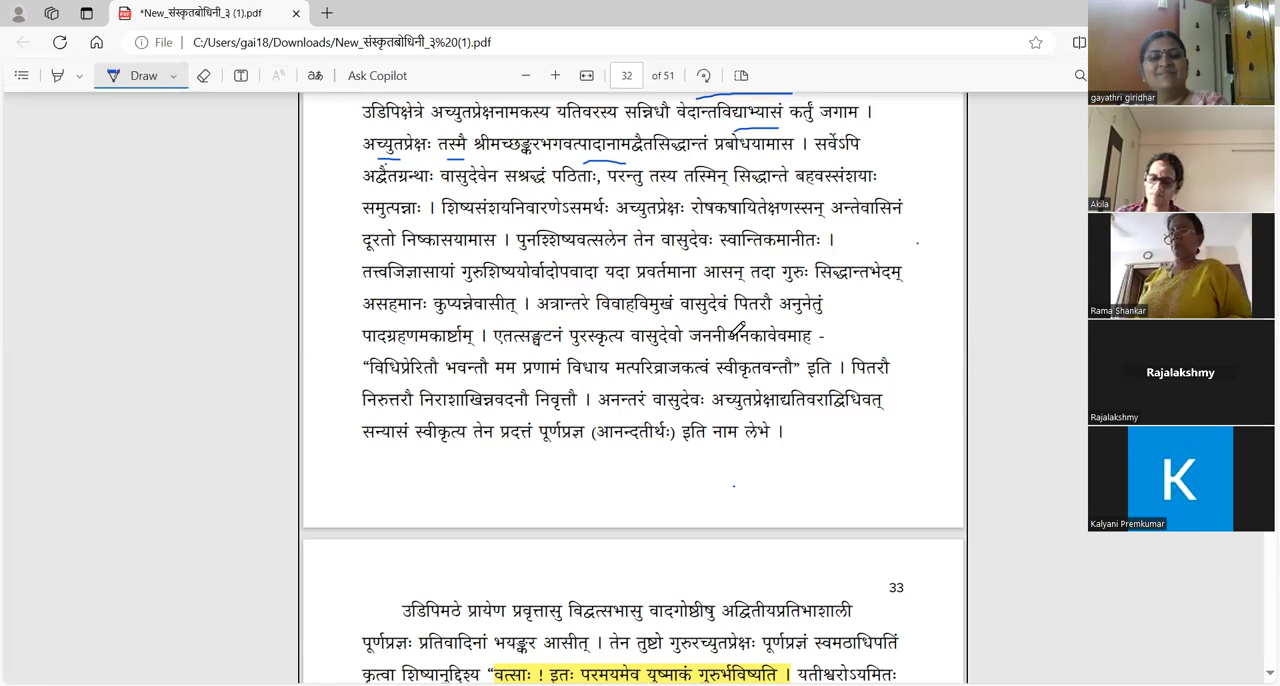 *New_संस्कृतबोधिनी_३ (1).pdf
File
C:/Users/gai18/Downloads/New_संस्कृतबोधिनी_३%20(1).pdf
Draw
Ask Copilot
32 of 51
उडिपिक्षेत्रे अच्युतप्रेक्षनामकस्य यतिवरस्य सन्निधौ वेदान्तविद्याभ्यासं कर्तुं जगाम ।
अच्युतप्रेक्षः तस्मै श्रीमच्छङ्करभगवत्पादानामद्वैतसिद्धान्तं प्रबोधयामास । सर्वेऽपि
अद्वैतग्रन्थाः वासुदेवेन सश्रद्धं पठिताः, परन्तु तस्य तस्मिन् सिद्धान्ते बहवस्संशयाः
समुत्पन्नाः । शिष्यसंशयनिवारणेऽसमर्थः अच्युतप्रेक्षः रोषकषायितेक्षणस्सन् अन्तेवासिनं
दूरतो निष्कासयामास । पुनश्शिष्यवत्सलेन तेन वासुदेवः स्वान्तिकमानीतः ।
तत्त्वजिज्ञासायां गुरुशिष्ययोर्वादोपवादा यदा प्रवर्तमाना आसन् तदा गुरुः सिद्धान्तभेदम्
असहमानः कुप्यन्नेवासीत् । अत्रान्तरे विवाहविमुखं वासुदेवं पितरौ अनुनेतुं
पादग्रहणमकार्ष्टाम् । एतत्सङ्घटनं पुरस्कृत्य वासुदेवो जननीजनकावेवमाह -
“विधिप्रेरितौ भवन्तौ मम प्रणामं विधाय मत्परिव्राजकत्वं स्वीकृतवन्तौ” इति । पितरौ
निरुत्तरौ निराशाखिन्नवदनौ निवृत्तौ । अनन्तरं वासुदेवः अच्युतप्रेक्षाद्यतिवराद्विधिवत्
सन्यासं स्वीकृत्य तेन प्रदत्तं पूर्णप्रज्ञ (आनन्दतीर्थः) इति नाम लेभे ।
33
उडिपिमठे प्रायेण प्रवृत्तासु विद्वत्सभासु वादगोष्ठीषु अद्वितीयप्रतिभाशाली
पूर्णप्रज्ञः प्रतिवादिनां भयङ्कर आसीत् । तेन तुष्टो गुरुरच्युतप्रेक्षः पूर्णप्रज्ञं स्वमठाधिपतिं
कृत्वा शिष्यानुद्दिश्य “वत्साः ! इतः परमयमेव युष्माकं गुरुर्भविष्यति । यतीश्वरोऽयमितः
gayathri giridhar
Akila
Rama Shankar
Rajalakshmy
Rajalakshmy
K
Kalyani Premkumar